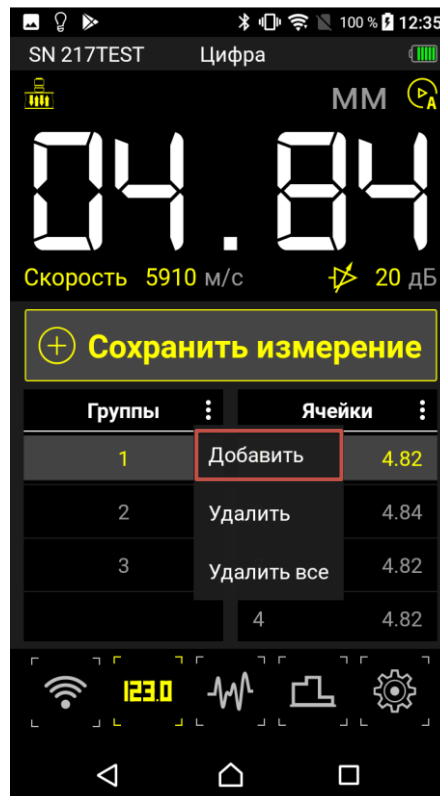 100 % 12:35
SN 217TEST Цифра
ММ
A
04.84
Скорость 5910 м/с 20 дБ
Сохранить измерение
Группы Ячейки
1 Добавить 4.82
2 Удалить 4.84
3 Удалить все 4.82
4 4.82
123.0